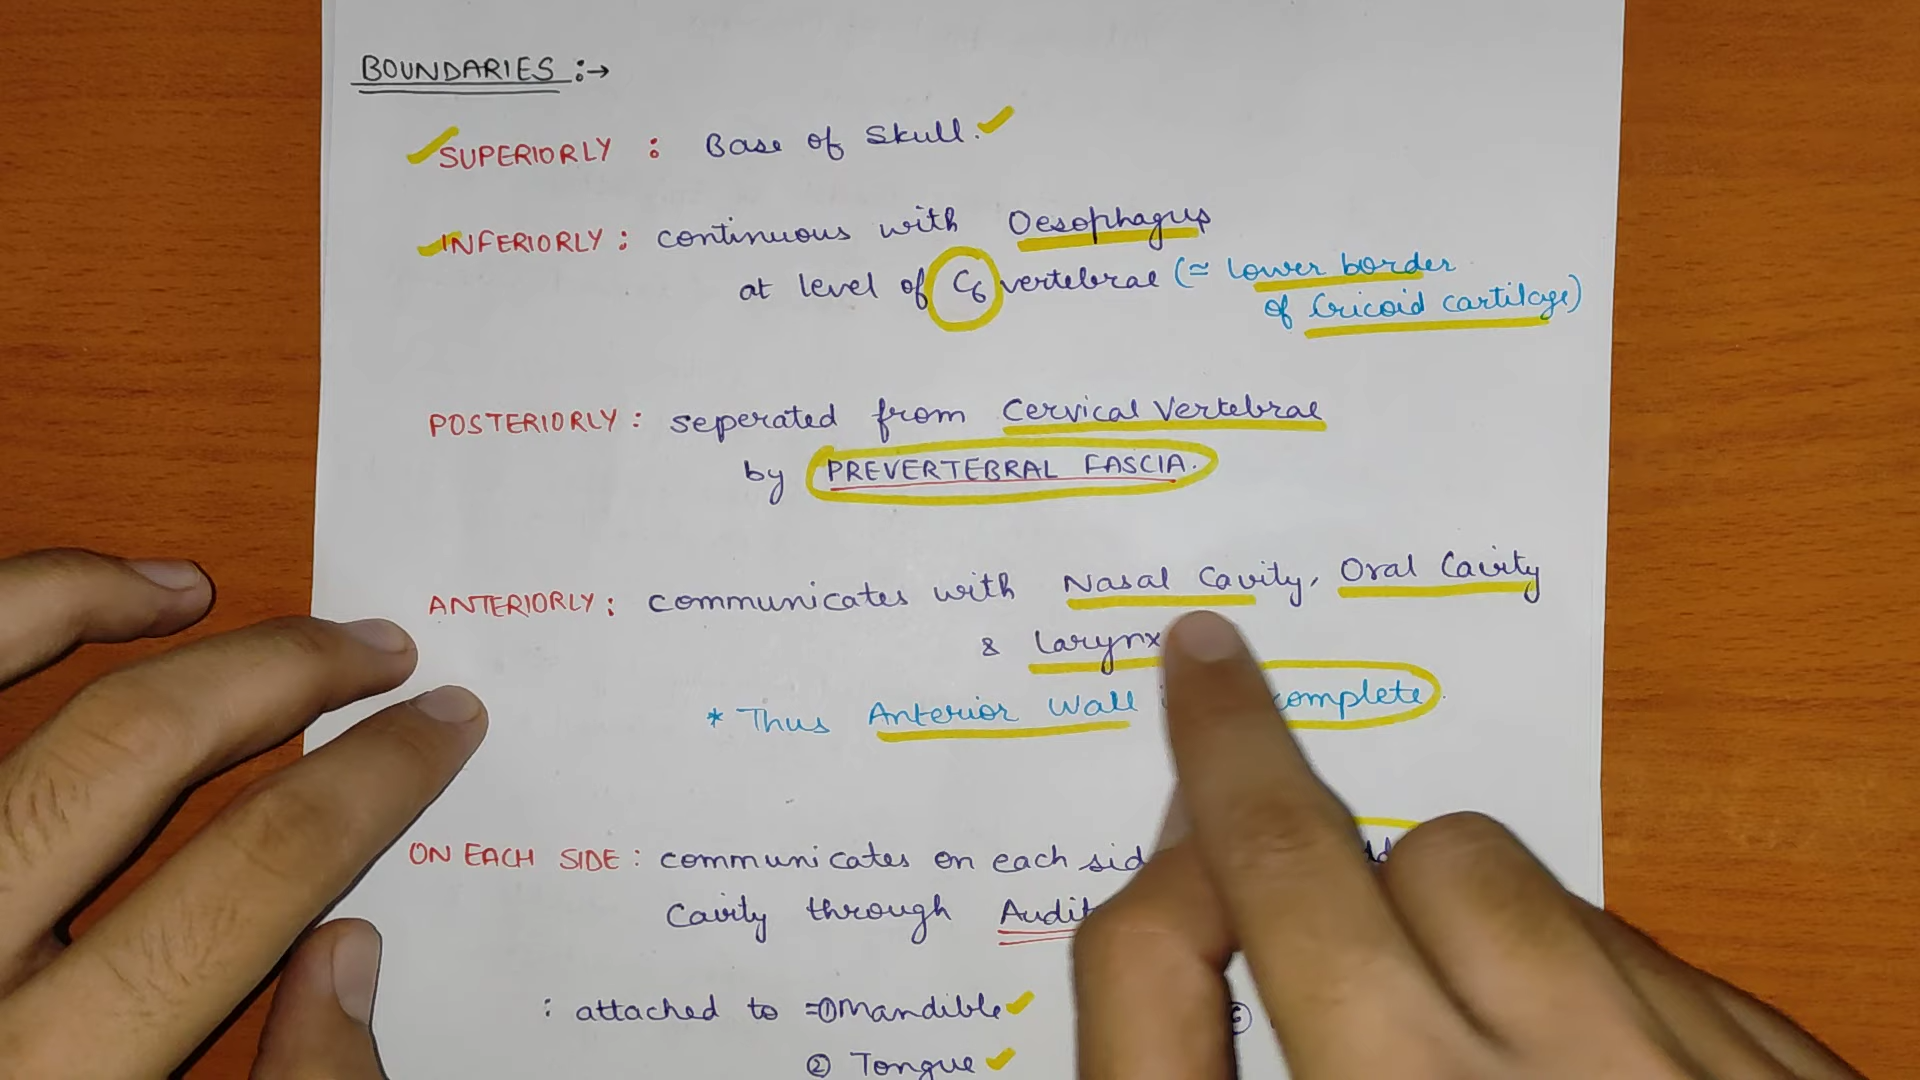 BOUNDARIES :→
SUPERIORLY : Base of Skull.
INFERIORLY : continuous with Oesophagus
at level of C6 vertebrae (≃ lower border
of Cricoid cartilage)
POSTERIORLY : seperated from Cervical Vertebrae
by PREVERTEBRAL FASCIA.
ANTERIORLY : communicates with Nasal Cavity, Oral Cavity
& Larynx
* Thus Anterior Wall complete.
ON EACH SIDE : communicates on each
Cavity through
: attached to = ① Mandible
② Tongue